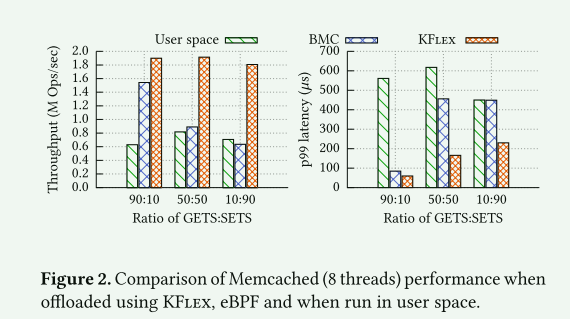 User space BMC KFLEX
Throughput (M Ops/sec)
2.0
1.8
1.6
1.4
1.2
1.0
0.8
0.6
0.4
0.2
0.0
90:10 50:50 10:90
Ratio of GETS:SETS
p99 latency (μs)
700
600
500
400
300
200
100
0
90:10 50:50 10:90
Ratio of GETS:SETS
Figure 2. Comparison of Memcached (8 threads) performance when
offloaded using KFLEX, eBPF and when run in user space.